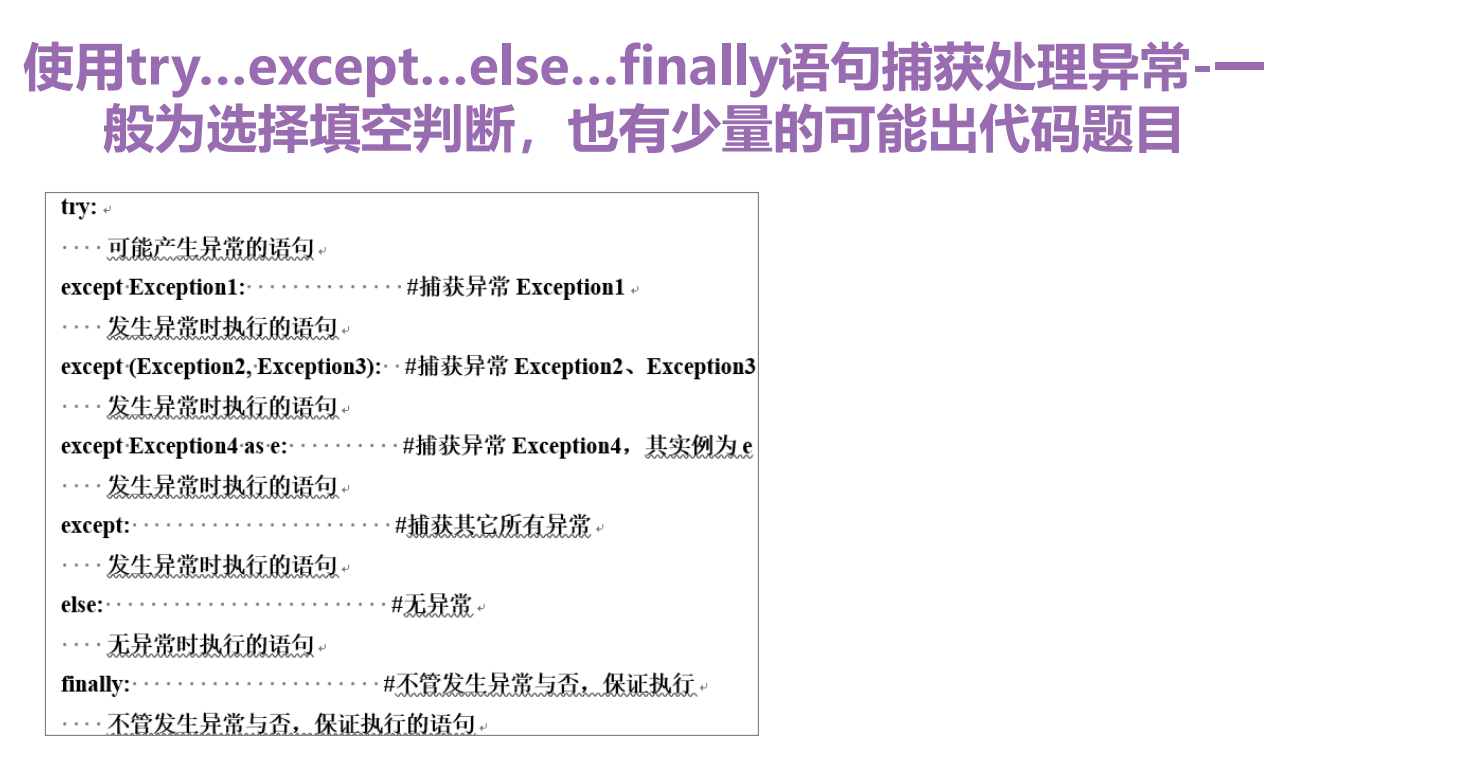 使用try...except...else...finally语句捕获处理异常-一
般为选择填空判断，也有少量的可能出代码题目
try:
可能产生异常的语句
except Exception1: #捕获异常 Exception1
发生异常时执行的语句
except (Exception2, Exception3): #捕获异常 Exception2、Exception3
发生异常时执行的语句
except Exception4 as e: #捕获异常 Exception4，其实例为 e
发生异常时执行的语句
except: #捕获其它所有异常
发生异常时执行的语句
else: #无异常
无异常时执行的语句
finally: #不管发生异常与否，保证执行
不管发生异常与否，保证执行的语句